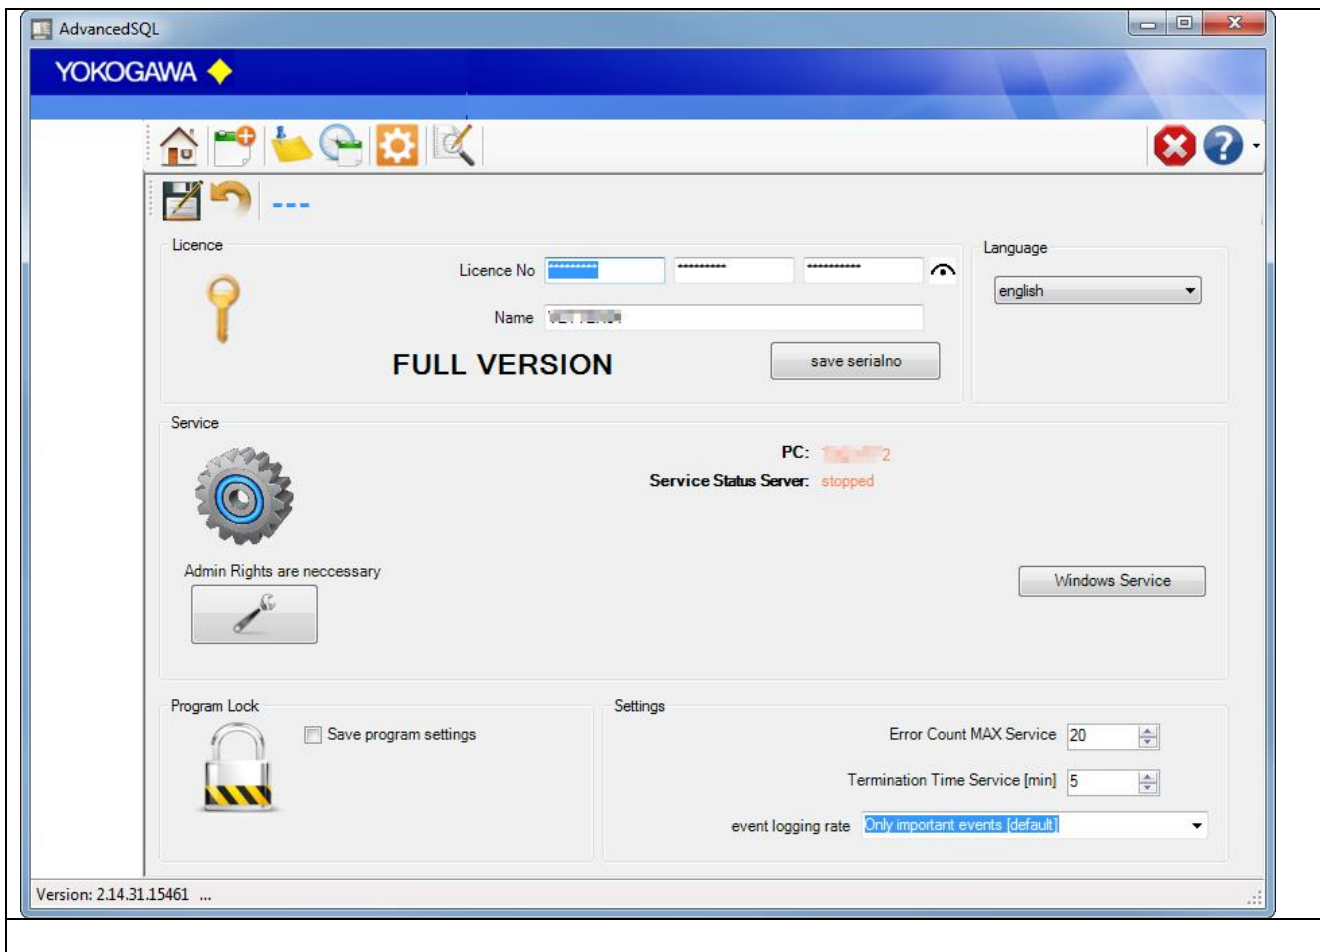 AdvancedSQL
YOKOGAWA
---
Licence
Licence No ********* ********* **********
Name
FULL VERSION
save serialno
Language
english
Service
PC: 2
Service Status Server: stopped
Admin Rights are neccessary
Windows Service
Program Lock
Save program settings
Settings
Error Count MAX Service 20
Termination Time Service [min] 5
event logging rate Only important events [default]
Version: 2.14.31.15461 ...